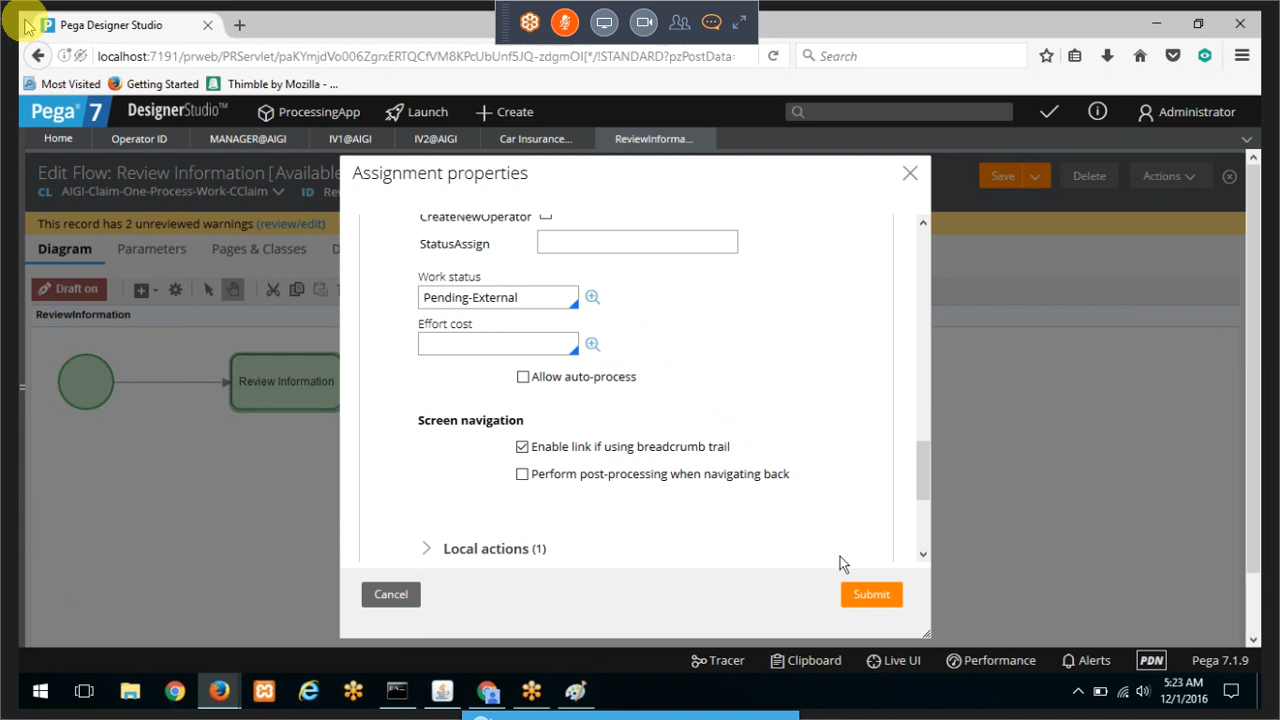 Pega Designer Studio
localhost:7191/prweb/PRServlet/paKYmjdVo006ZgrxERTQCfVM8KPcUbUnf5JQ-zdgmOI[*/!STANDARD?pzPostData:
Search
Most Visited Getting Started Thimble by Mozilla - ...
Pega 7 DesignerStudio™ ProcessingApp Launch Create Administrator
Home Operator ID MANAGER@AIGI IV1@AIGI IV2@AIGI Car Insurance... ReviewInforma...
Edit Flow: Review Information [Available
CL AIGI-Claim-One-Process-Work-CClaim ID Re
Save Delete Actions
This record has 2 unreviewed warnings (review/edit)
Diagram Parameters Pages & Classes D
Draft on
ReviewInformation
Review Information
Assignment properties
CreateNewOperator
StatusAssign
Work status
Pending-External
Effort cost
Allow auto-process
Screen navigation
Enable link if using breadcrumb trail
Perform post-processing when navigating back
Local actions (1)
Cancel Submit
Tracer Clipboard Live UI Performance Alerts PDN Pega 7.1.9
5:23 AM
12/1/2016